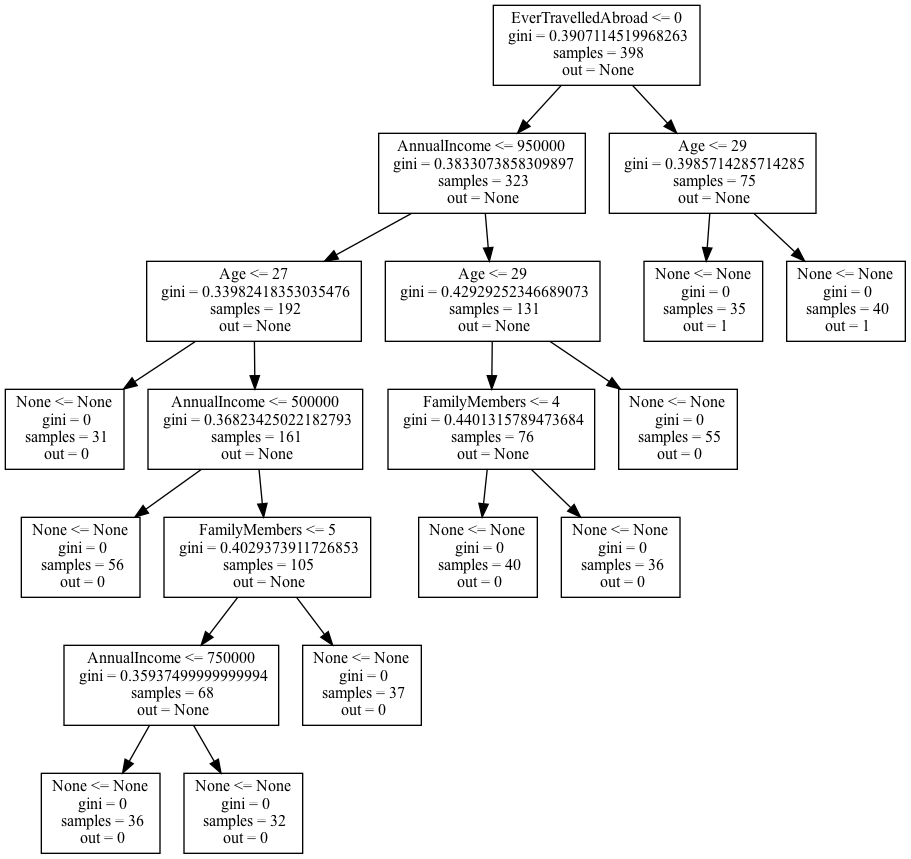 EverTravelledAbroad <= 0
gini = 0.3907114519968263
samples = 398
out = None
AnnualIncome <= 950000
gini = 0.3833073858309897
samples = 323
out = None
Age <= 29
gini = 0.3985714285714285
samples = 75
out = None
Age <= 27
gini = 0.33982418353035476
samples = 192
out = None
Age <= 29
gini = 0.42929252346689073
samples = 131
out = None
None <= None
gini = 0
samples = 35
out = 1
None <= None
gini = 0
samples = 40
out = 1
None <= None
gini = 0
samples = 31
out = 0
AnnualIncome <= 500000
gini = 0.36823425022182793
samples = 161
out = None
FamilyMembers <= 4
gini = 0.4401315789473684
samples = 76
out = None
None <= None
gini = 0
samples = 55
out = 0
None <= None
gini = 0
samples = 56
out = 0
FamilyMembers <= 5
gini = 0.4029373911726853
samples = 105
out = None
None <= None
gini = 0
samples = 40
out = 0
None <= None
gini = 0
samples = 36
out = 0
AnnualIncome <= 750000
gini = 0.35937499999999994
samples = 68
out = None
None <= None
gini = 0
samples = 37
out = 0
None <= None
gini = 0
samples = 36
out = 0
None <= None
gini = 0
samples = 32
out = 0